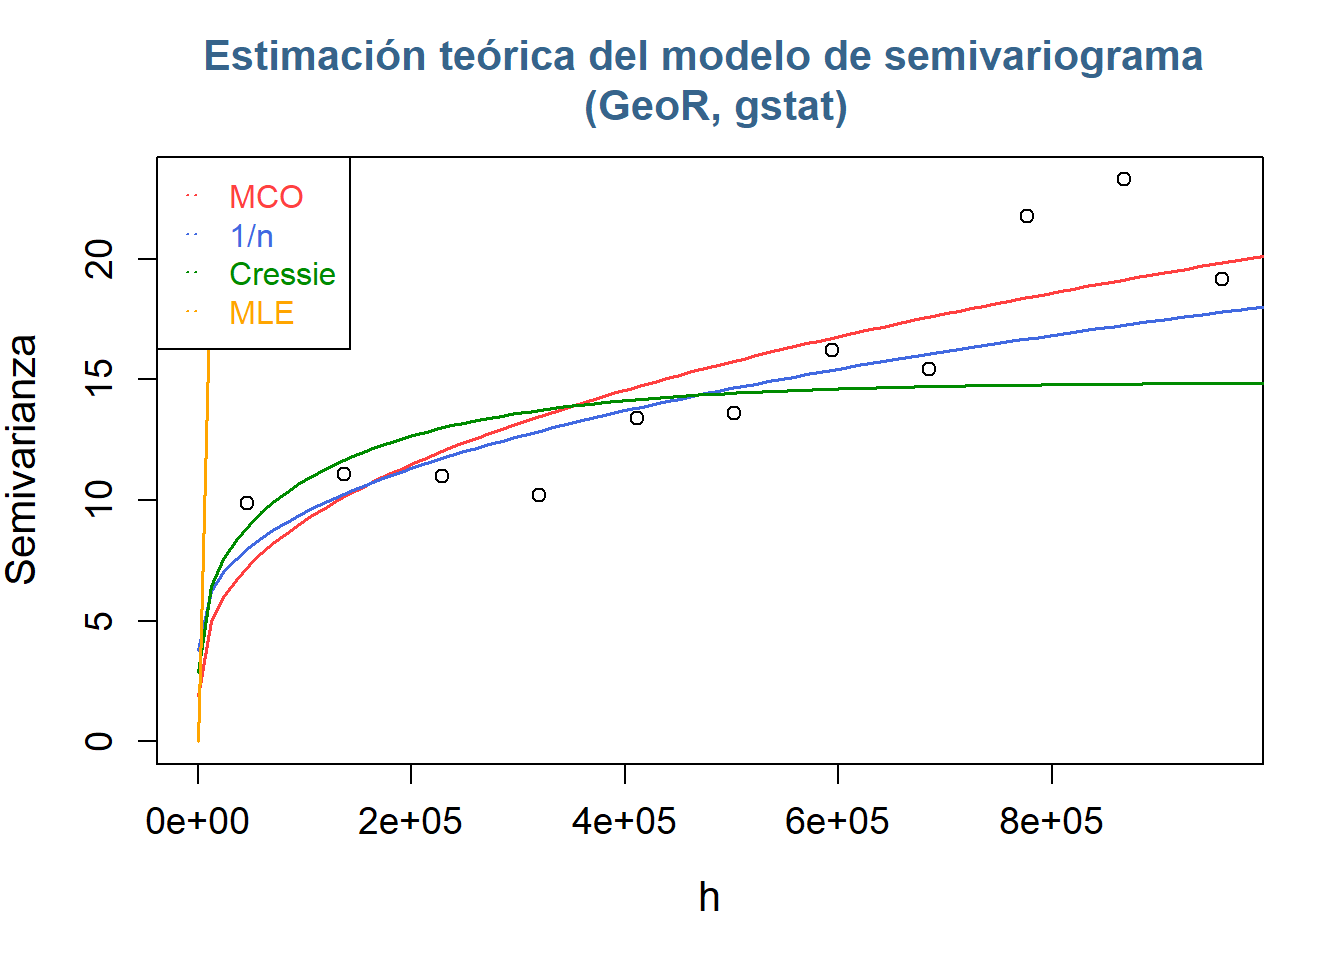 Estimación teórica del modelo de semivariograma
(GeoR, gstat)
MCO
1/n
Cressie
MLE
Semivarianza
20
15
10
5
0
0e+00 2e+05 4e+05 6e+05 8e+05
h